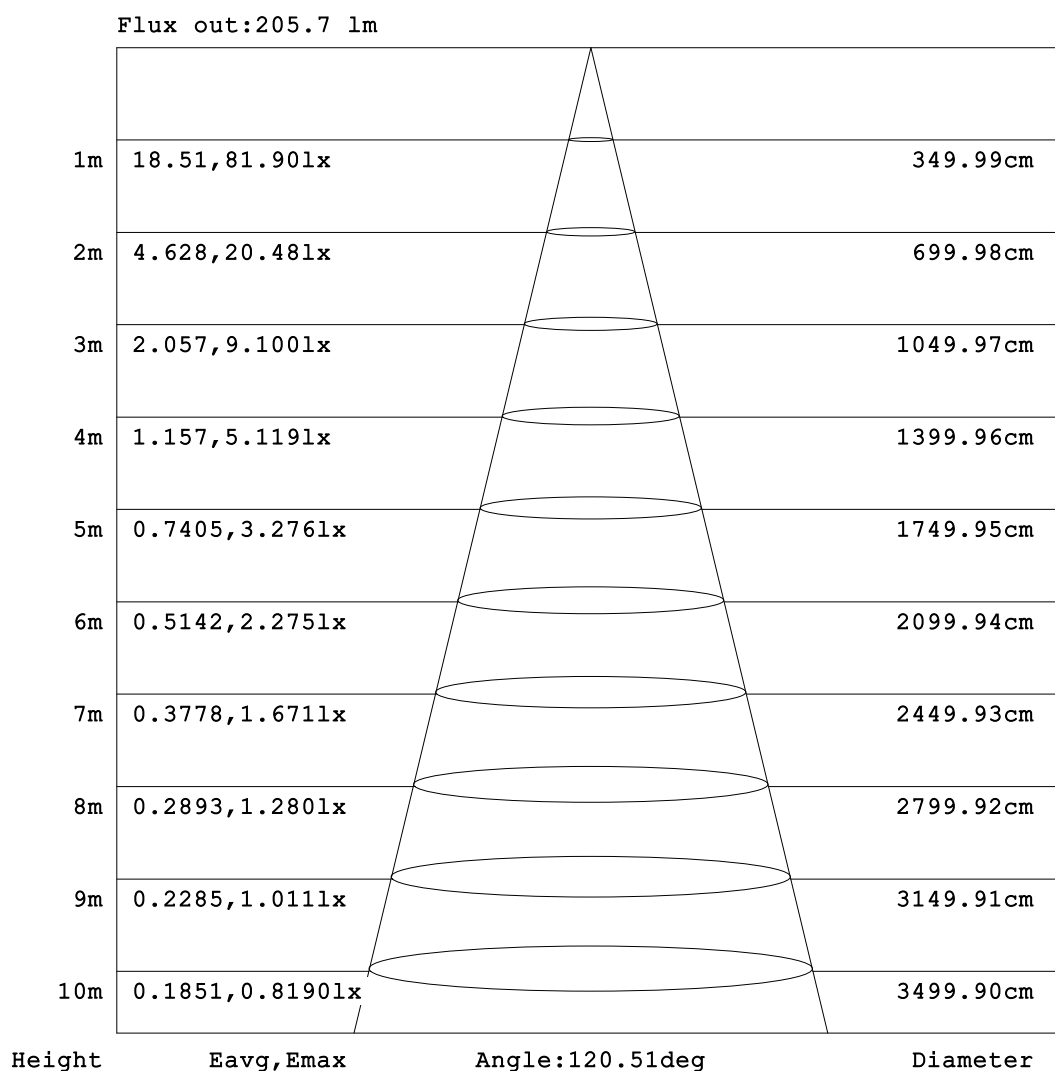 Flux out:205.7 lm
1m 18.51,81.90lx 349.99cm
2m 4.628,20.48lx 699.98cm
3m 2.057,9.100lx 1049.97cm
4m 1.157,5.119lx 1399.96cm
5m 0.7405,3.276lx 1749.95cm
6m 0.5142,2.275lx 2099.94cm
7m 0.3778,1.671lx 2449.93cm
8m 0.2893,1.280lx 2799.92cm
9m 0.2285,1.011lx 3149.91cm
10m 0.1851,0.8190lx 3499.90cm
Height Eavg,Emax Angle:120.51deg Diameter